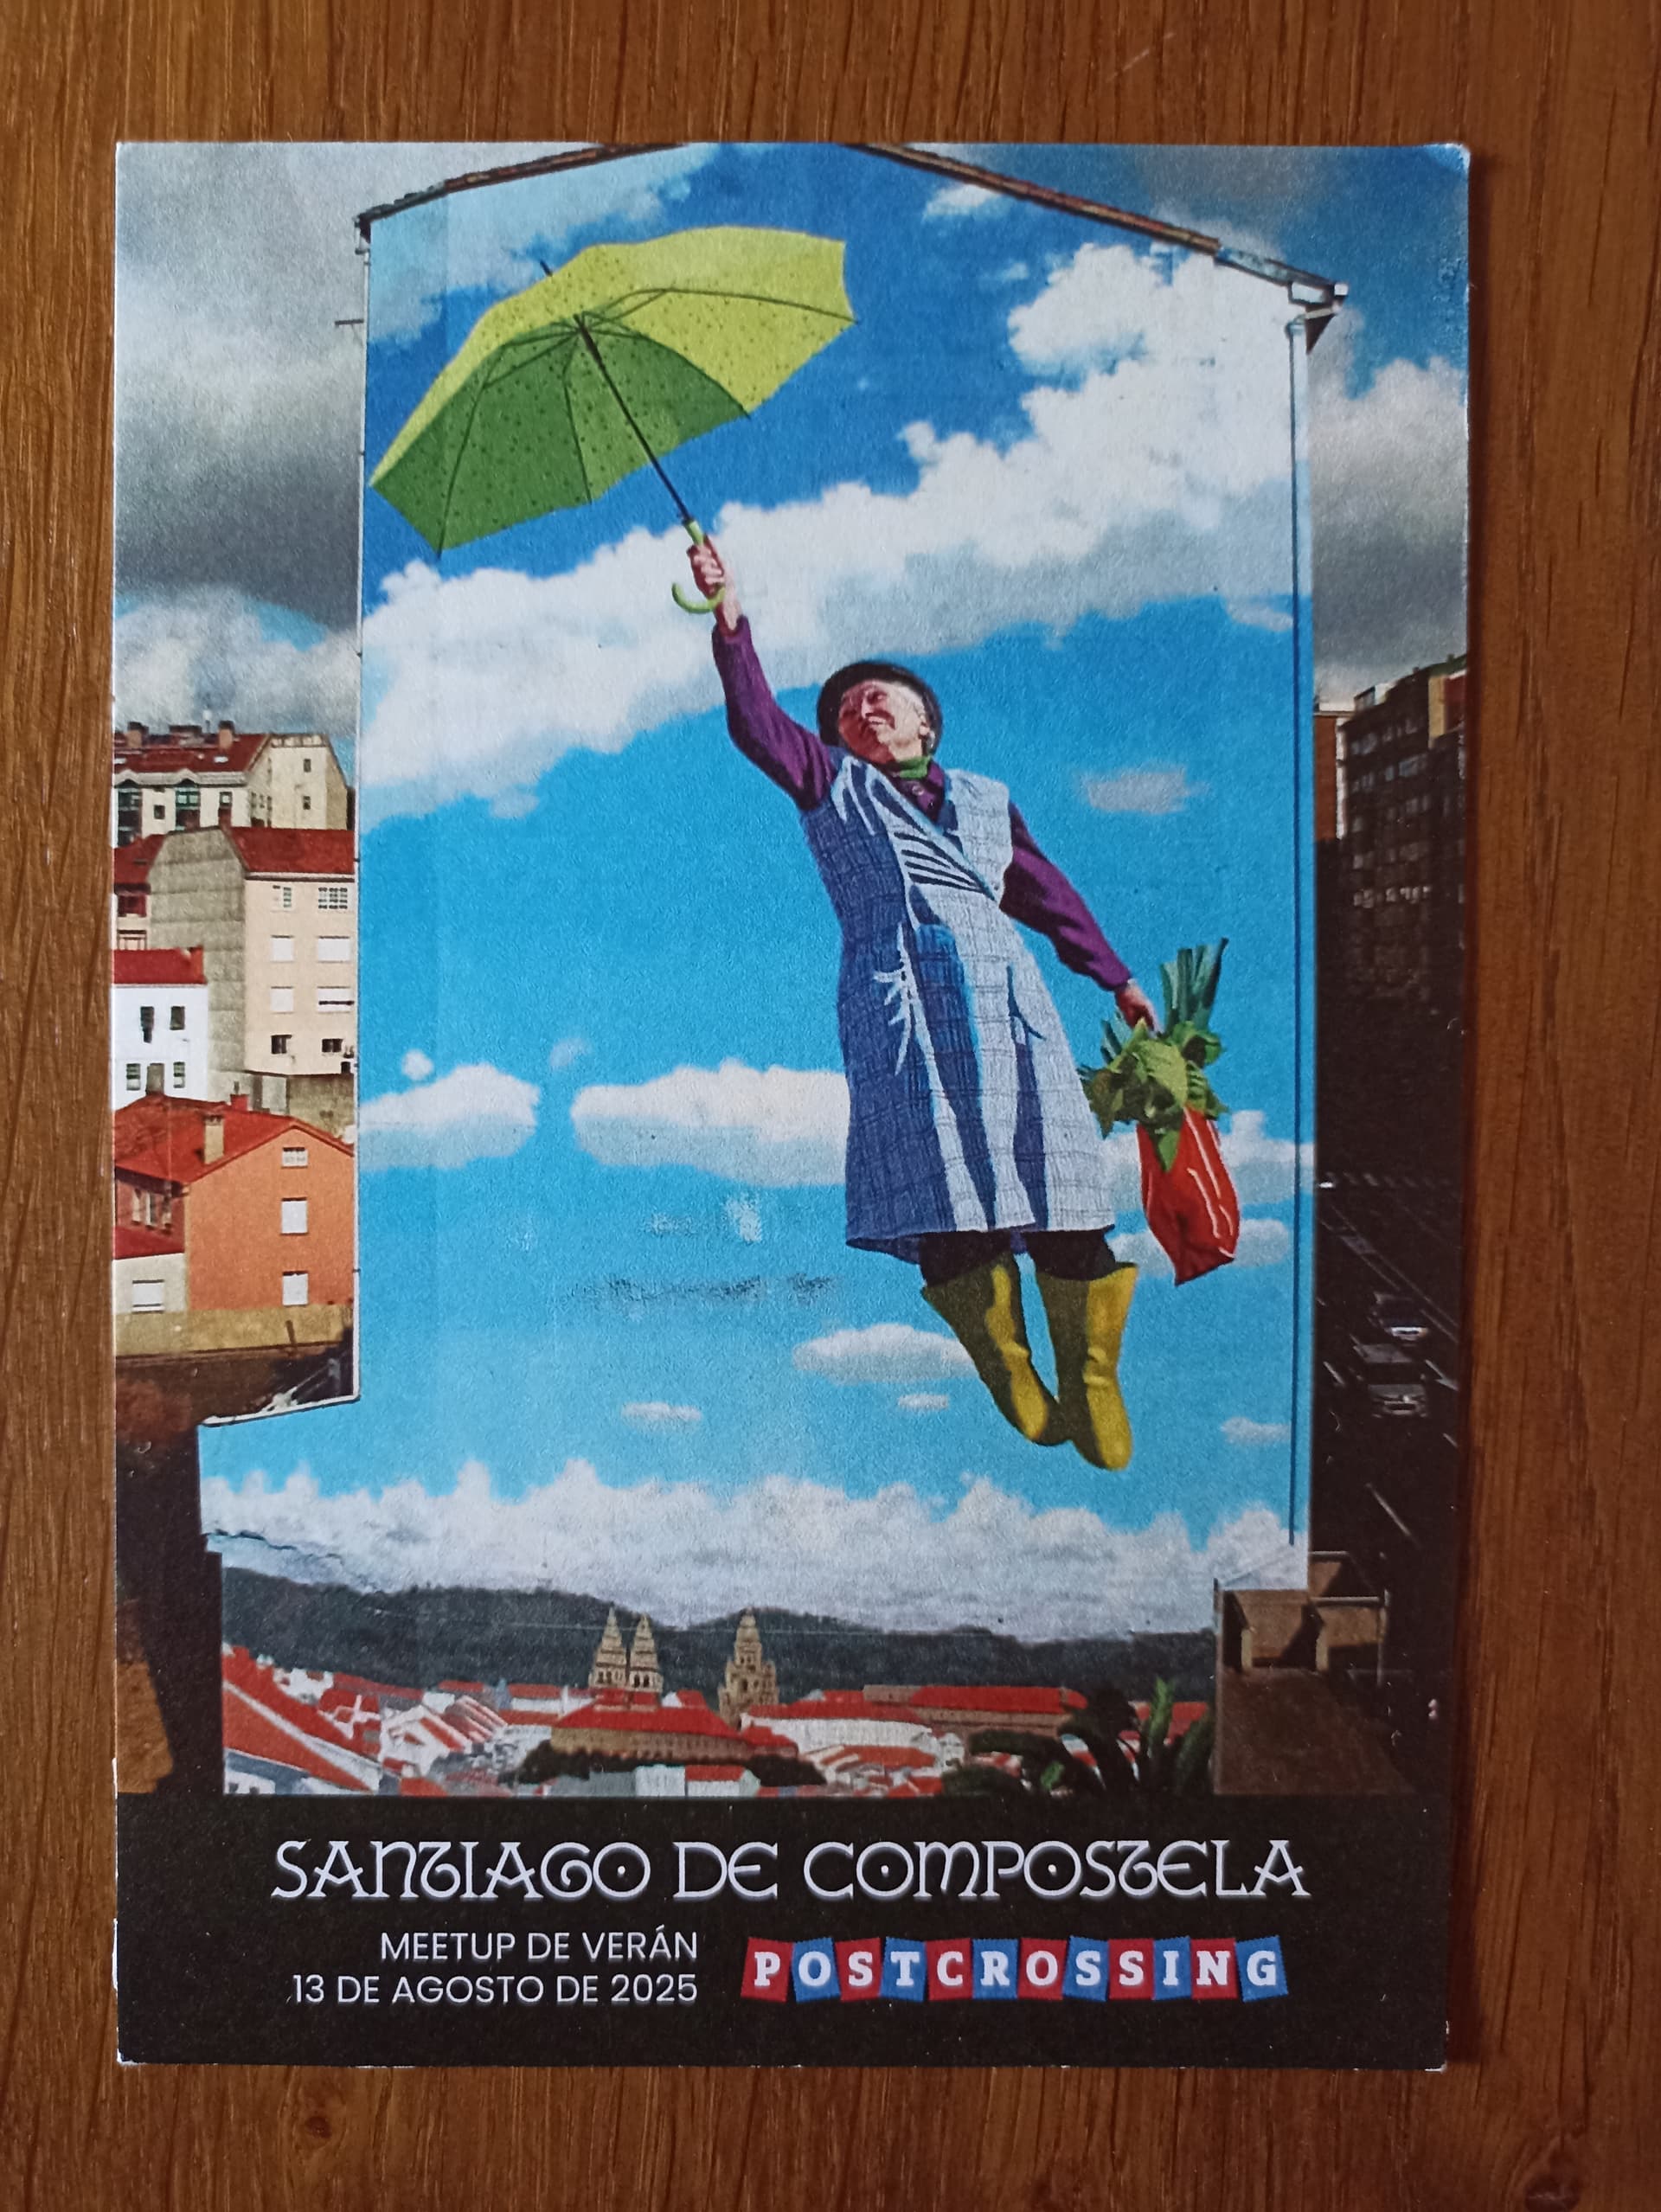 SANTIAGO DE COMPOSTELA
MEETUP DE VERÁN
13 DE AGOSTO DE 2025
POSTCROSSING